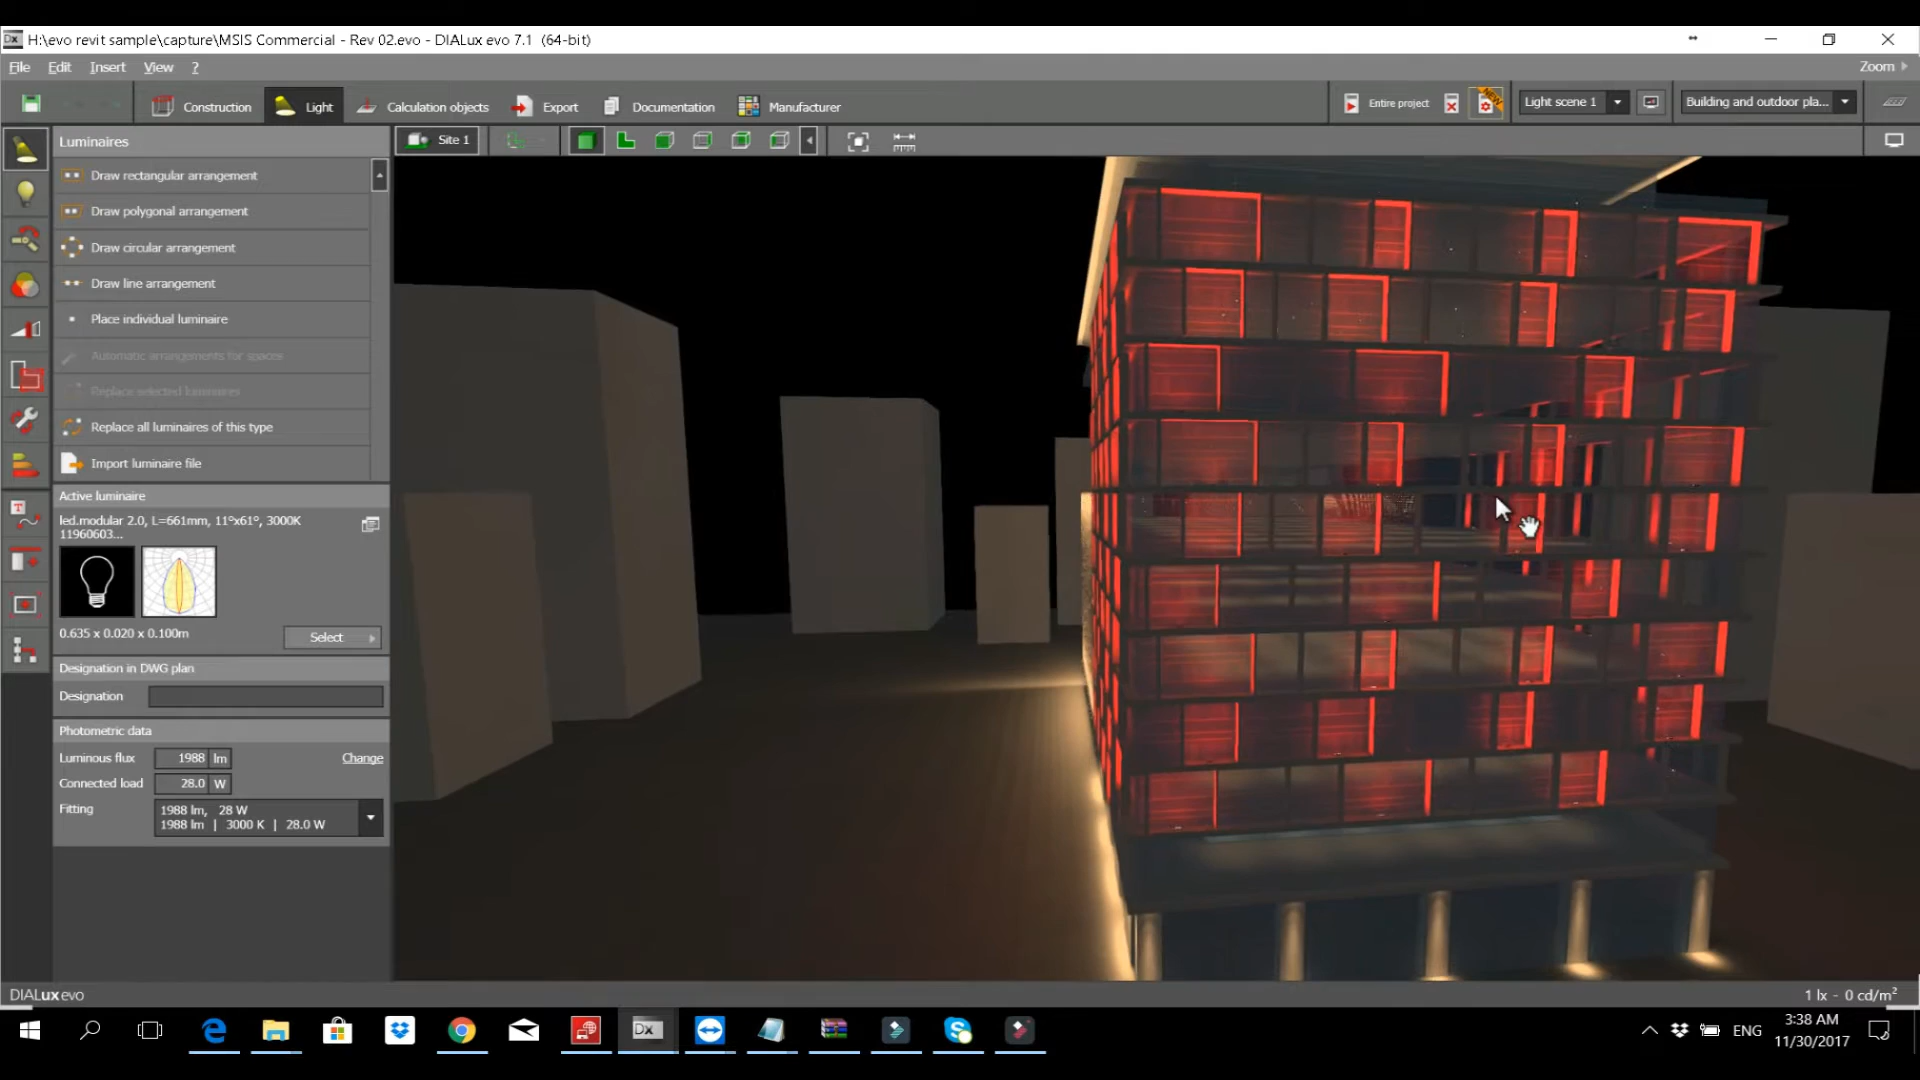 H:\evo revit sample\capture\MSIS Commercial - Rev 02.evo - DIALux evo 7.1  (64-bit)
File Edit Insert View ?
Zoom
Construction Light Calculation objects Export Documentation Manufacturer Entire project NEW Light scene 1 Building and outdoor pla...
Luminaires
Site 1
Draw rectangular arrangement
Draw polygonal arrangement
Draw circular arrangement
Draw line arrangement
Place individual luminaire
Automatic arrangements for spaces
Replace selected luminaires
Replace all luminaires of this type
Import luminaire file
Active luminaire
led.modular 2.0, L=661mm, 11°x61°, 3000K
11960603...
0.635 x 0.020 x 0.100m
Select
Designation in DWG plan
Designation
Photometric data
Luminous flux 1988 lm Change
Connected load 28.0 W
Fitting
1988 lm, 28 W
1988 lm | 3000 K | 28.0 W
DIALux evo
1 lx - 0 cd/m²
Dx
ENG
3:38 AM
11/30/2017